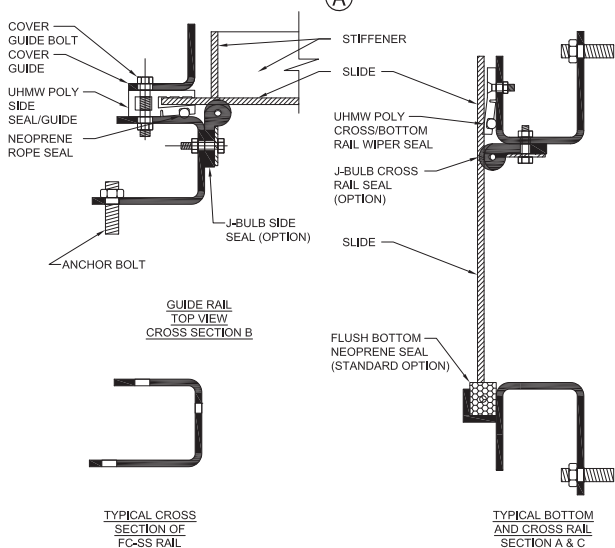 A
COVER
GUIDE BOLT
COVER
GUIDE
UHMW POLY
SIDE
SEAL/GUIDE
NEOPRENE
ROPE SEAL
ANCHOR BOLT
J-BULB SIDE
SEAL (OPTION)
GUIDE RAIL
TOP VIEW
CROSS SECTION B
STIFFENER
SLIDE
UHMW POLY
CROSS/BOTTOM
RAIL WIPER SEAL
J-BULB CROSS
RAIL SEAL
(OPTION)
SLIDE
FLUSH BOTTOM
NEOPRENE SEAL
(STANDARD OPTION)
TYPICAL CROSS
SECTION OF
FC-SS RAIL
TYPICAL BOTTOM
AND CROSS RAIL
SECTION A & C